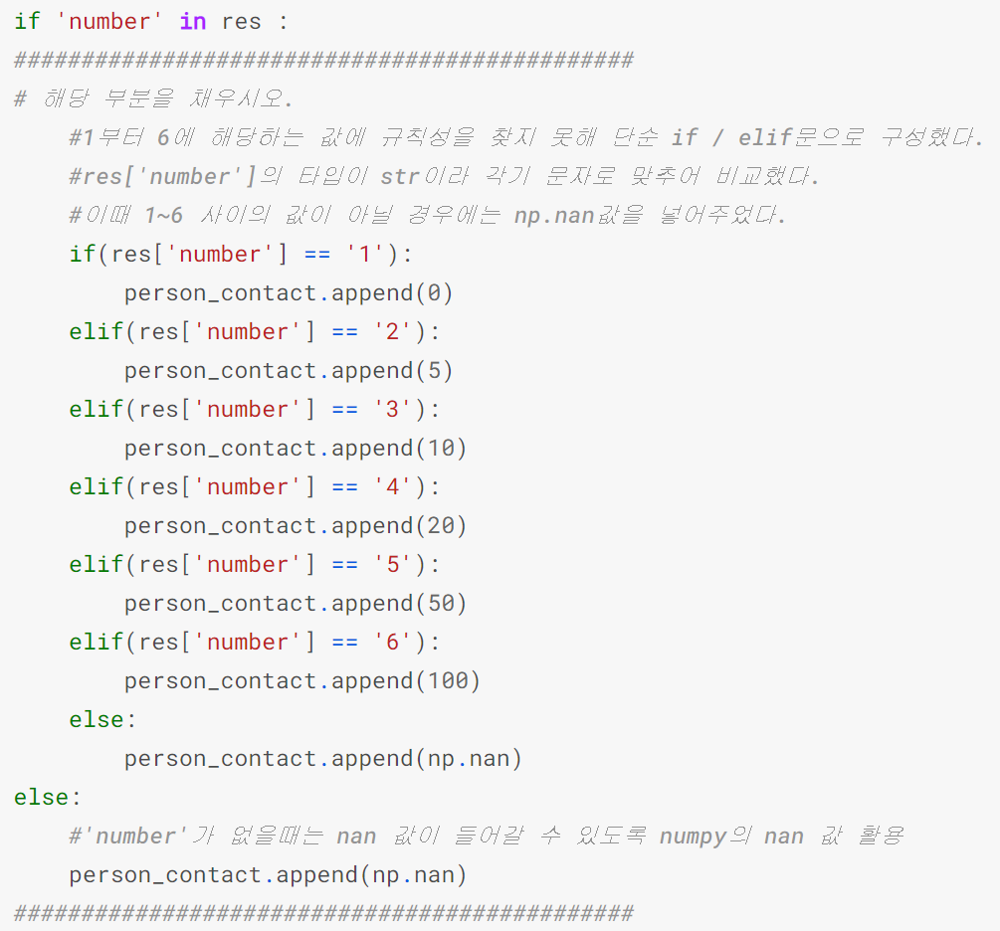 if 'number' in res :
##############################################
# 해당 부분을 채우시오.
    #1부터 6에 해당하는 값에 규칙성을 찾지 못해 단순 if / elif문으로 구성했다.
    #res['number']의 타입이 str이라 각기 문자로 맞추어 비교했다.
    #이때 1~6 사이의 값이 아닐 경우에는 np.nan값을 넣어주었다.
    if(res['number'] == '1'):
        person_contact.append(0)
    elif(res['number'] == '2'):
        person_contact.append(5)
    elif(res['number'] == '3'):
        person_contact.append(10)
    elif(res['number'] == '4'):
        person_contact.append(20)
    elif(res['number'] == '5'):
        person_contact.append(50)
    elif(res['number'] == '6'):
        person_contact.append(100)
    else:
        person_contact.append(np.nan)
else:
    #'number'가 없을때는 nan 값이 들어갈 수 있도록 numpy의 nan 값 활용
    person_contact.append(np.nan)
##############################################